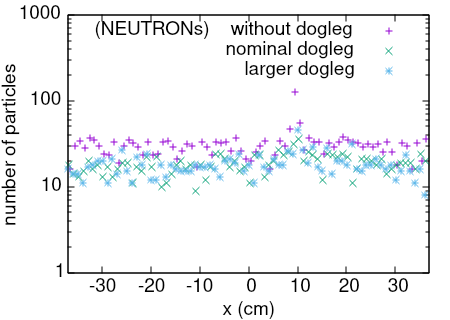 1000
(NEUTRONs) without dogleg
nominal dogleg
larger dogleg
100
10
1
number of particles
-30 -20 -10 0 10 20 30
x (cm)